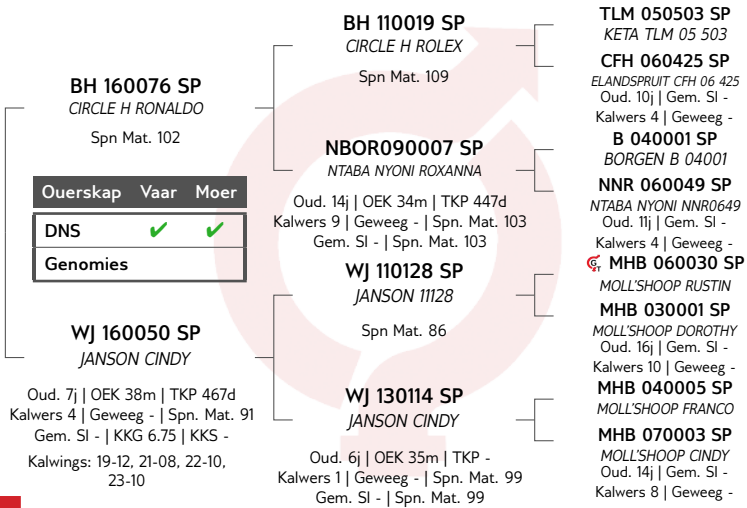 BH 160076 SP
CIRCLE H RONALDO
Spn Mat. 102
Ouerskap Vaar Moer
DNS ✔ ✔
Genomies
WJ 160050 SP
JANSON CINDY
Oud. 7j | OEK 38m | TKP 467d
Kalwers 4 | Geweeg - | Spn. Mat. 91
Gem. SI - | KKG 6.75 | KKS -
Kalwings: 19-12, 21-08, 22-10,
23-10
BH 110019 SP
CIRCLE H ROLEX
Spn Mat. 109
NBOR090007 SP
NTABA NYONI ROXANNA
Oud. 14j | OEK 34m | TKP 447d
Kalwers 9 | Geweeg - | Spn. Mat. 103
Gem. SI - | Spn. Mat. 103
WJ 110128 SP
JANSON 11128
Spn Mat. 86
WJ 130114 SP
JANSON CINDY
Oud. 6j | OEK 35m | TKP -
Kalwers 1 | Geweeg - | Spn. Mat. 99
Gem. SI - | Spn. Mat. 99
TLM 050503 SP
KETA TLM 05 503
CFH 060425 SP
ELANDSPRUIT CFH 06 425
Oud. 10j | Gem. SI -
Kalwers 4 | Geweeg -
B 040001 SP
BORGEN B 04001
NNR 060049 SP
NTABA NYONI NNR0649
Oud. 11j | Gem. SI -
Kalwers 4 | Geweeg -
MHB 060030 SP
MOLL'SHOOP RUSTIN
MHB 030001 SP
MOLL'SHOOP DOROTHY
Oud. 16j | Gem. SI -
Kalwers 10 | Geweeg -
MHB 040005 SP
MOLL'SHOOP FRANCO
MHB 070003 SP
MOLL'SHOOP CINDY
Oud. 14j | Gem. SI -
Kalwers 8 | Geweeg -